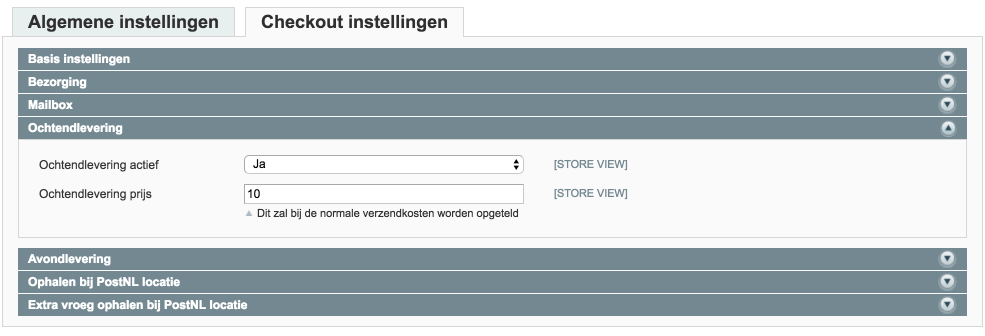 Algemene instellingen
Checkout instellingen
Basis instellingen
Bezorging
Mailbox
Ochtendlevering
Ochtendlevering actief
Ja
[STORE VIEW]
Ochtendlevering prijs
10
[STORE VIEW]
Dit zal bij de normale verzendkosten worden opgeteld
Avondlevering
Ophalen bij PostNL locatie
Extra vroeg ophalen bij PostNL locatie